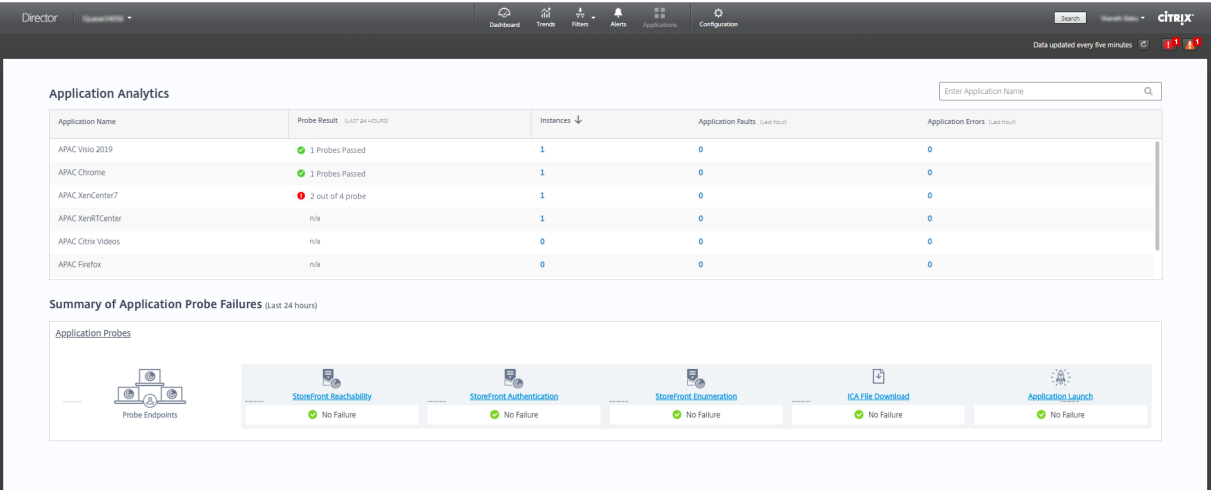 Director
Dashboard Trends Filters Alerts Applications Configuration
Search
CİTRIX
Data updated every five minutes
1 1
Application Analytics
Enter Application Name
Application Name Probe Result (LAST 24 HOURS) Instances Application Faults (Last hour) Application Errors (Last hour)
APAC Visio 2019 1 Probes Passed 1 0 0
APAC Chrome 1 Probes Passed 1 0 0
APAC XenCenter7 2 out of 4 probe 1 0 0
APAC XenRTCenter n/a 1 0 0
APAC Citrix Videos n/a 0 0 0
APAC Firefox n/a 0 0 0
Summary of Application Probe Failures (Last 24 hours)
Application Probes
Probe Endpoints
StoreFront Reachability StoreFront Authentication StoreFront Enumeration ICA File Download Application Launch
No Failure No Failure No Failure No Failure No Failure